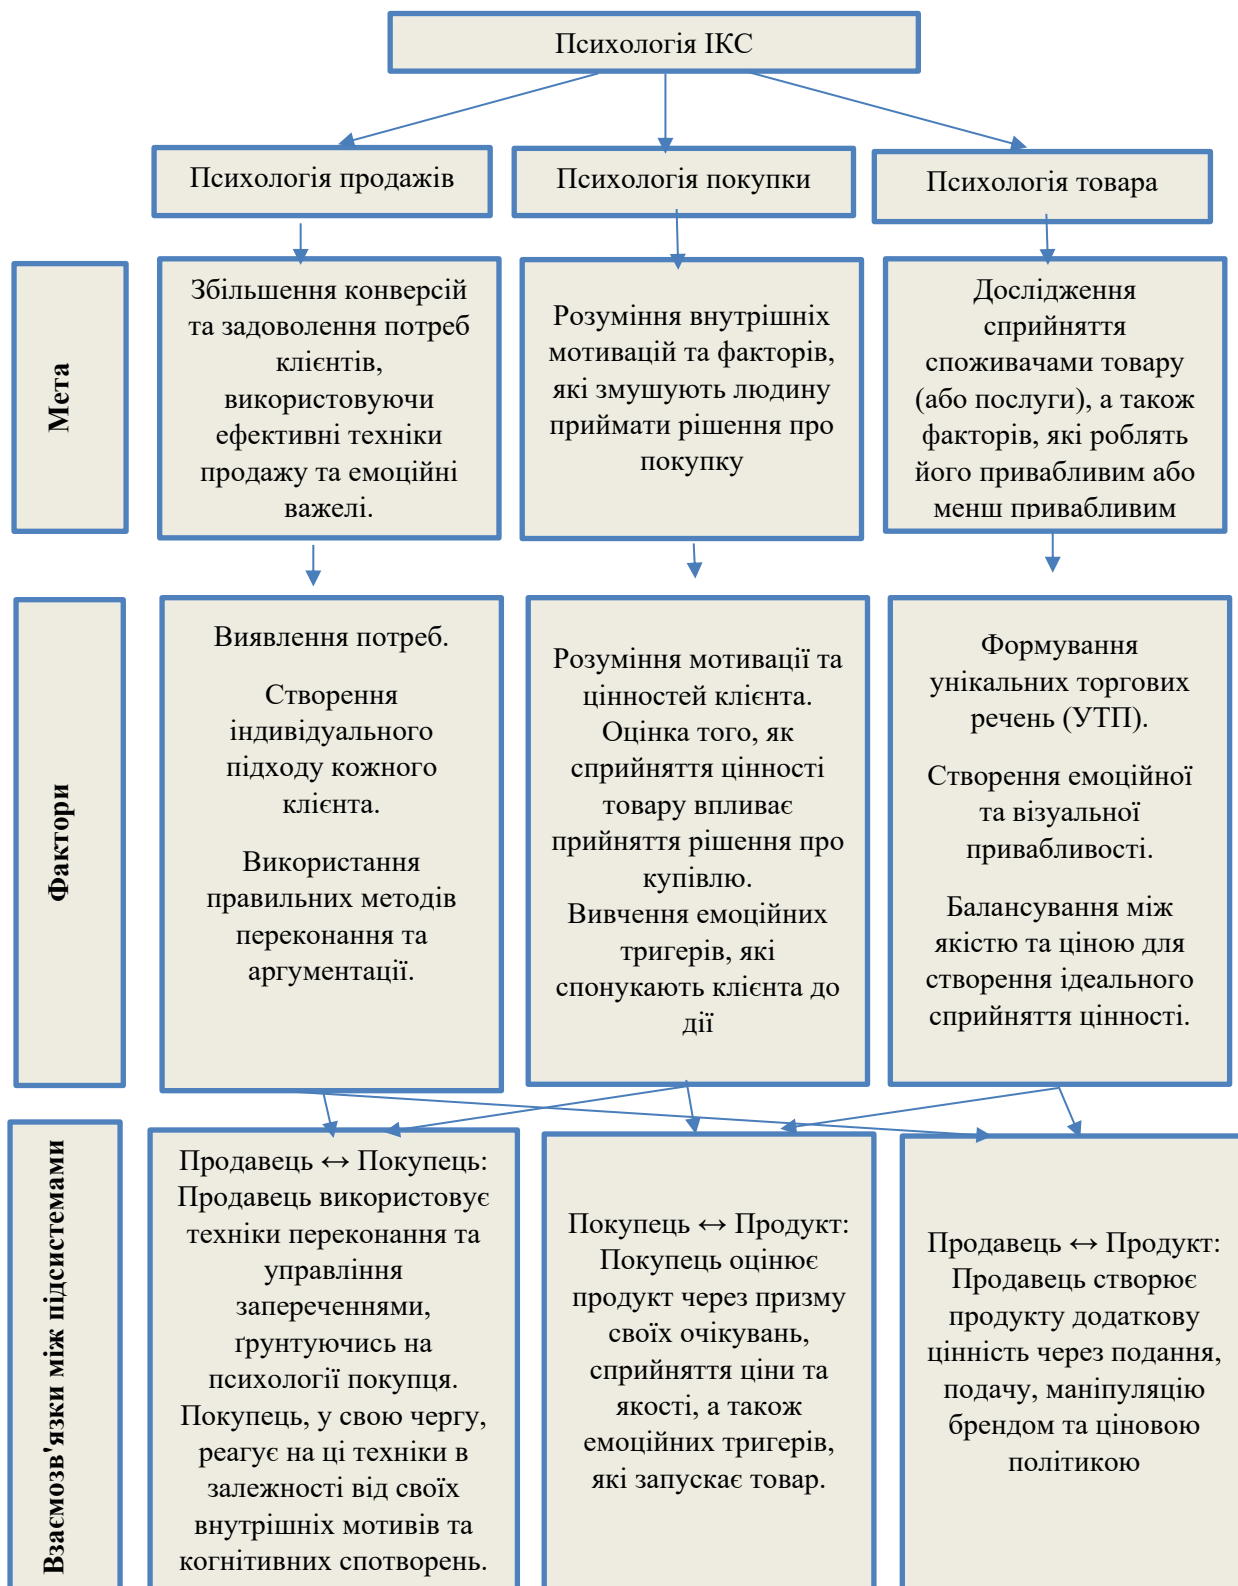 Психологія ІКС
Психологія продажів
Психологія покупки
Психологія товара
Мета
Збільшення конверсій
та задоволення потреб
клієнтів,
використовуючи
ефективні техніки
продажу та емоційні
важелі.
Розуміння внутрішніх
мотивацій та факторів,
які змушують людину
приймати рішення про
покупку
Дослідження
сприйняття
споживачами товару
(або послуги), а також
факторів, які роблять
його привабливим або
менш привабливим
Фактори
Виявлення потреб.
Створення
індивідуального
підходу кожного
клієнта.
Використання
правильних методів
переконання та
аргументації.
Розуміння мотивації та
цінностей клієнта.
Оцінка того, як
сприйняття цінності
товару впливає
прийняття рішення про
купівлю.
Вивчення емоційних
тригерів, які
спонукають клієнта до
дії
Формування
унікальних торгових
речень (УТП).
Створення емоційної
та візуальної
привабливості.
Балансування між
якістю та ціною для
створення ідеального
сприйняття цінності.
Взаємозв'язки між підсистемами
Продавець ↔ Покупець:
Продавець використовує
техніки переконання та
управління
запереченнями,
ґрунтуючись на
психології покупця.
Покупець, у свою чергу,
реагує на ці техніки в
залежності від своїх
внутрішніх мотивів та
когнітивних спотворень.
Покупець ↔ Продукт:
Покупець оцінює
продукт через призму
своїх очікувань,
сприйняття ціни та
якості, а також
емоційних тригерів,
які запускає товар.
Продавець ↔ Продукт:
Продавець створює
продукту додаткову
цінність через подання,
подачу, маніпуляцію
брендом та ціновою
політикою